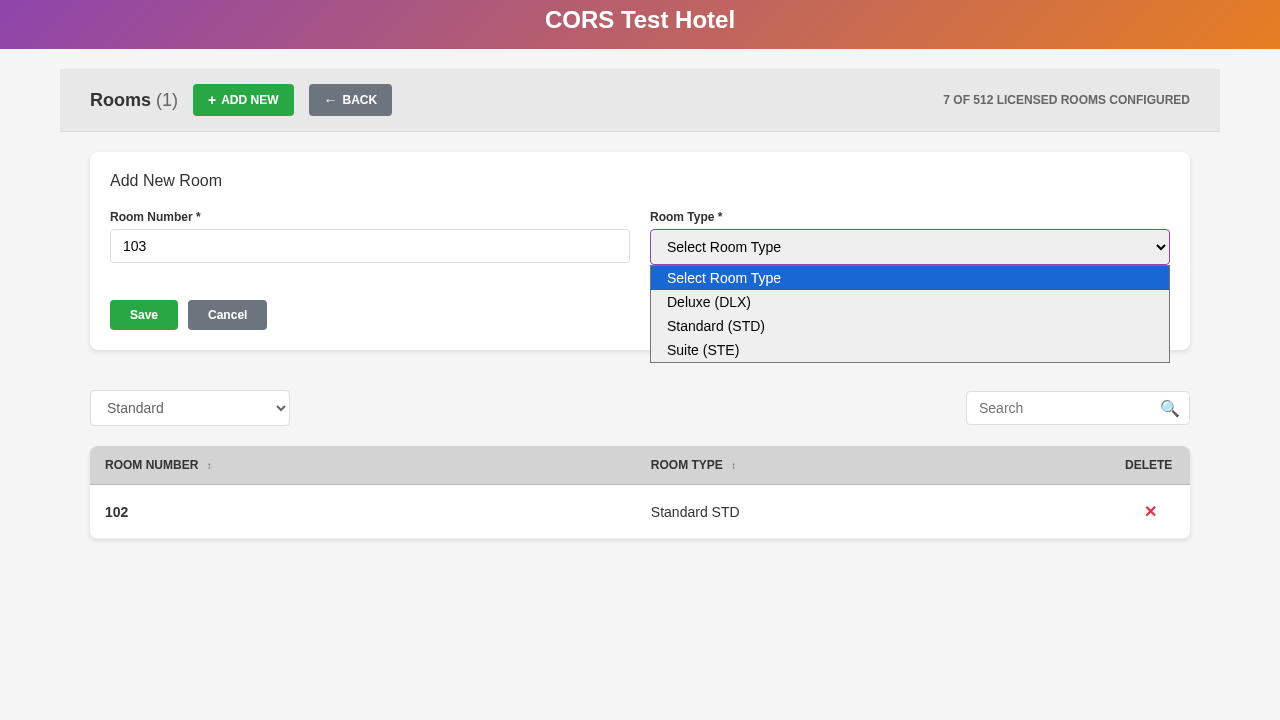 CORS Test Hotel
Rooms (1)
+ ADD NEW
← BACK
7 OF 512 LICENSED ROOMS CONFIGURED
Add New Room
Room Number *
Room Type *
103
Select Room Type
Select Room Type
Deluxe (DLX)
Standard (STD)
Suite (STE)
Save
Cancel
Standard
Search
ROOM NUMBER ↕
ROOM TYPE ↕
DELETE
102
Standard STD
✕